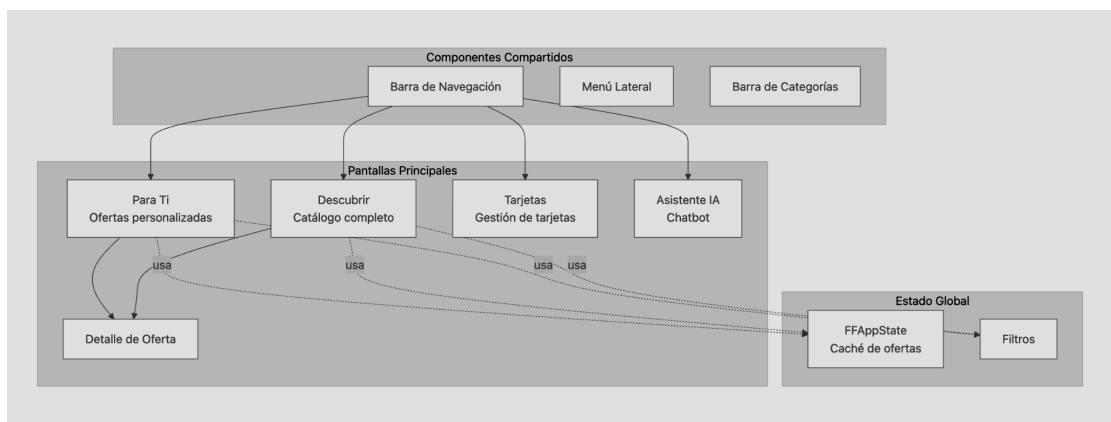 Componentes Compartidos
Barra de Navegación
Menú Lateral
Barra de Categorías
Pantallas Principales
Para Ti
Ofertas personalizadas
Descubrir
Catálogo completo
Tarjetas
Gestión de tarjetas
Asistente IA
Chatbot
usa
usa
usa
usa
Detalle de Oferta
Estado Global
FFAppState
Caché de ofertas
Filtros